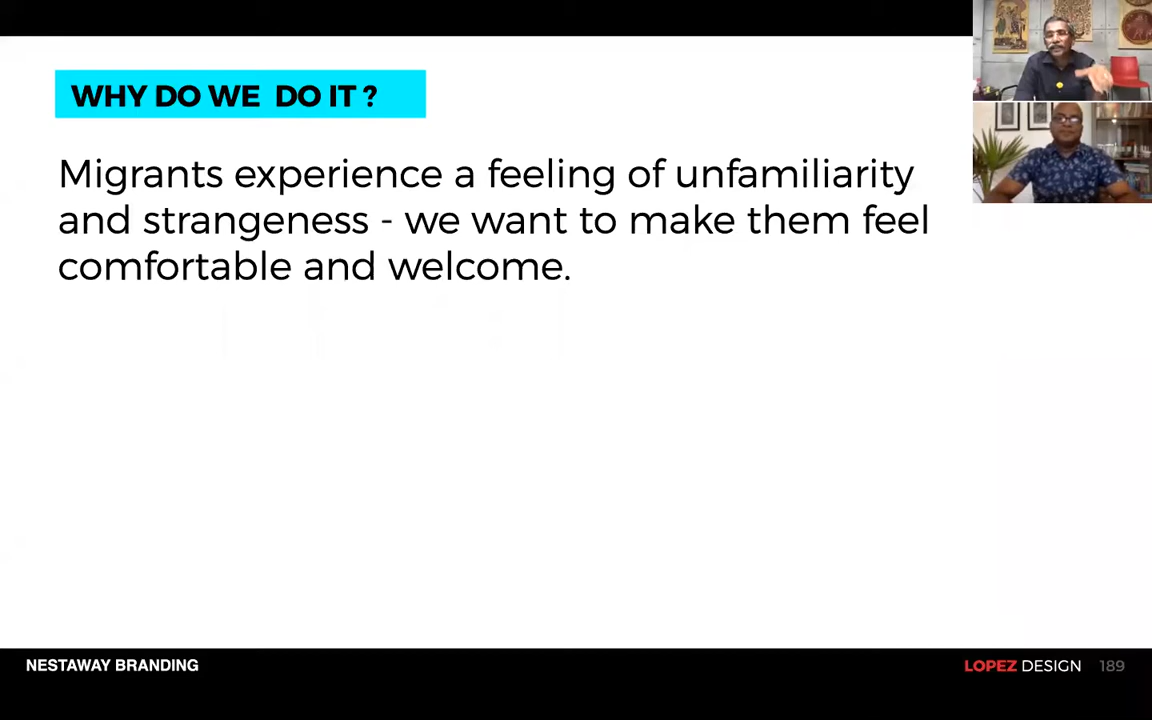 WHY DO WE DO IT ?
Migrants experience a feeling of unfamiliarity
and strangeness - we want to make them feel
comfortable and welcome.
NESTAWAY BRANDING
LOPEZ DESIGN 189